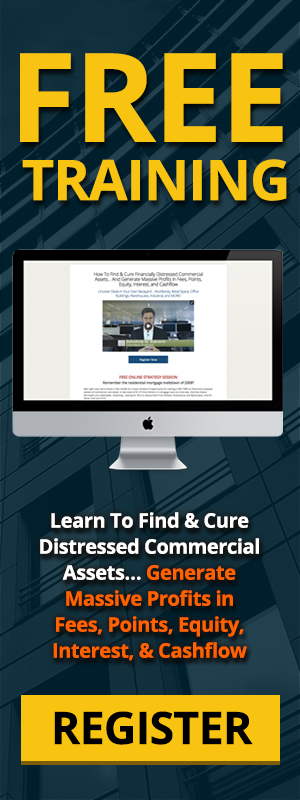 FREE
TRAINING
How To Find & Cure Financially Distressed Commercial
Assets... And Generate Massive Profits in Fees, Points,
Equity, Interest, and Cashflow
Register Now
FREE ONLINE STRATEGY SESSION
Remember the residential mortgage meltdown of 2008?
Learn To Find & Cure
Distressed Commercial
Assets... Generate
Massive Profits in
Fees, Points, Equity,
Interest, & Cashflow
REGISTER